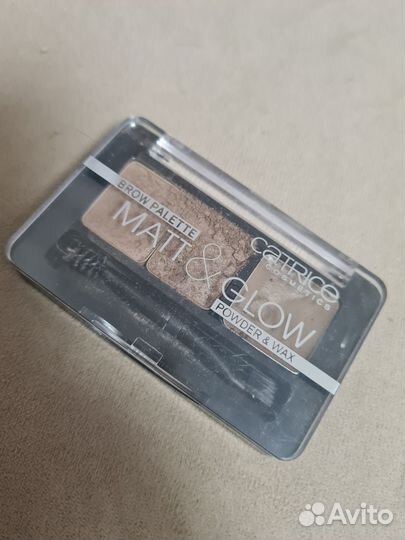 BROW PALETTE
MATT & GLOW
POWDER & WAX
CATRICE
COSMETICS
Avito